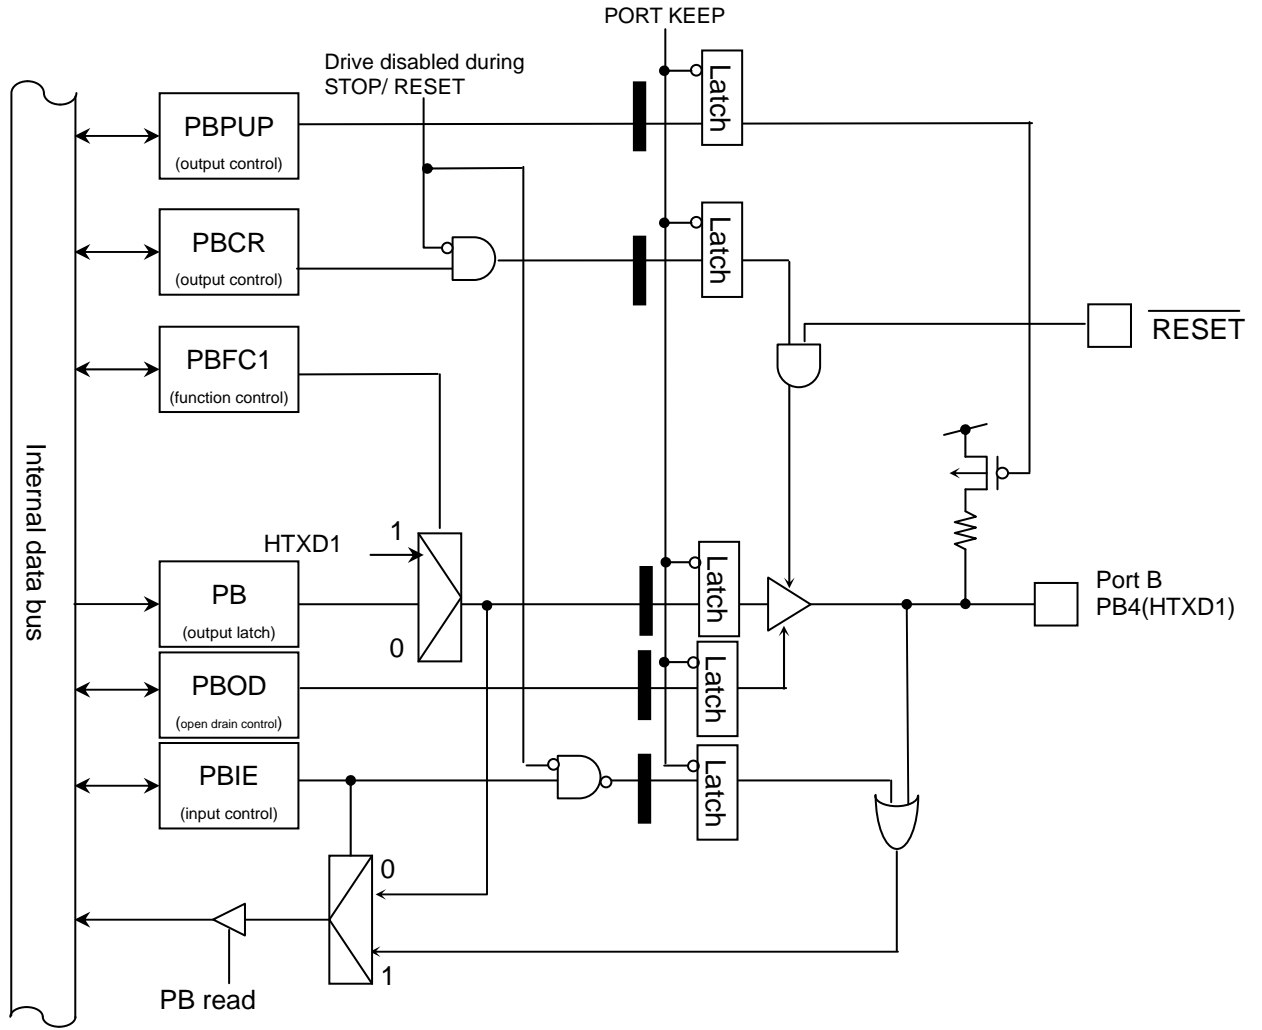 PORT KEEP
Drive disabled during
STOP/ RESET
Latch
PBPUP
(output control)
Latch
PBCR
(output control)
RESET
PBFC1
(function control)
Internal data bus
1
HTXD1
Latch
PB
(output latch)
0
Port B
PB4(HTXD1)
Latch
PBOD
(open drain control)
Latch
PBIE
(input control)
0
1
PB read